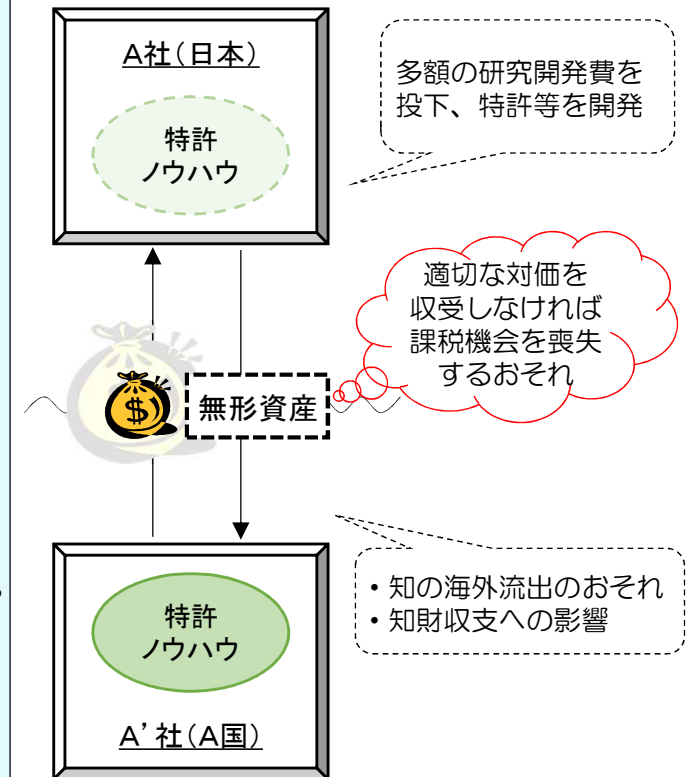 A社(日本)
特許
ノウハウ
多額の研究開発費を
投下、特許等を開発
適切な対価を
収受しなければ
課税機会を喪失
するおそれ
$
無形資産
・知の海外流出のおそれ
・知財収支への影響
特許
ノウハウ
A’社(A国)